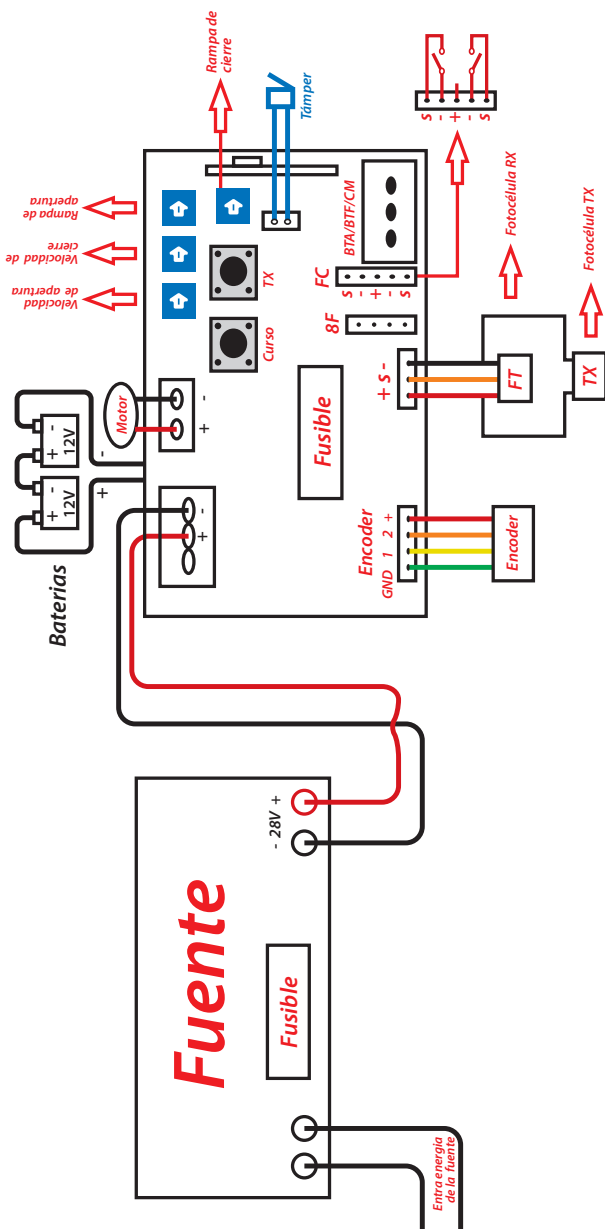 Rampa de
cierre
Támper
Rampa de
apertura
Velocidad de
cierre
Velocidad
de apertura
TX
Curso
BTA/BTF/CM
FC
S - + - S
S - + - S
8F
Fusible
+ S -
FT
TX
Fotocélula RX
Fotocélula TX
Motor
+ -
+ -
12V
+ -
12V
+ -
+ -
Baterias
+ -
Encoder
GND 1 2 +
Encoder
Fuente
Fusible
- 28V +
Entra energia
de la fuente